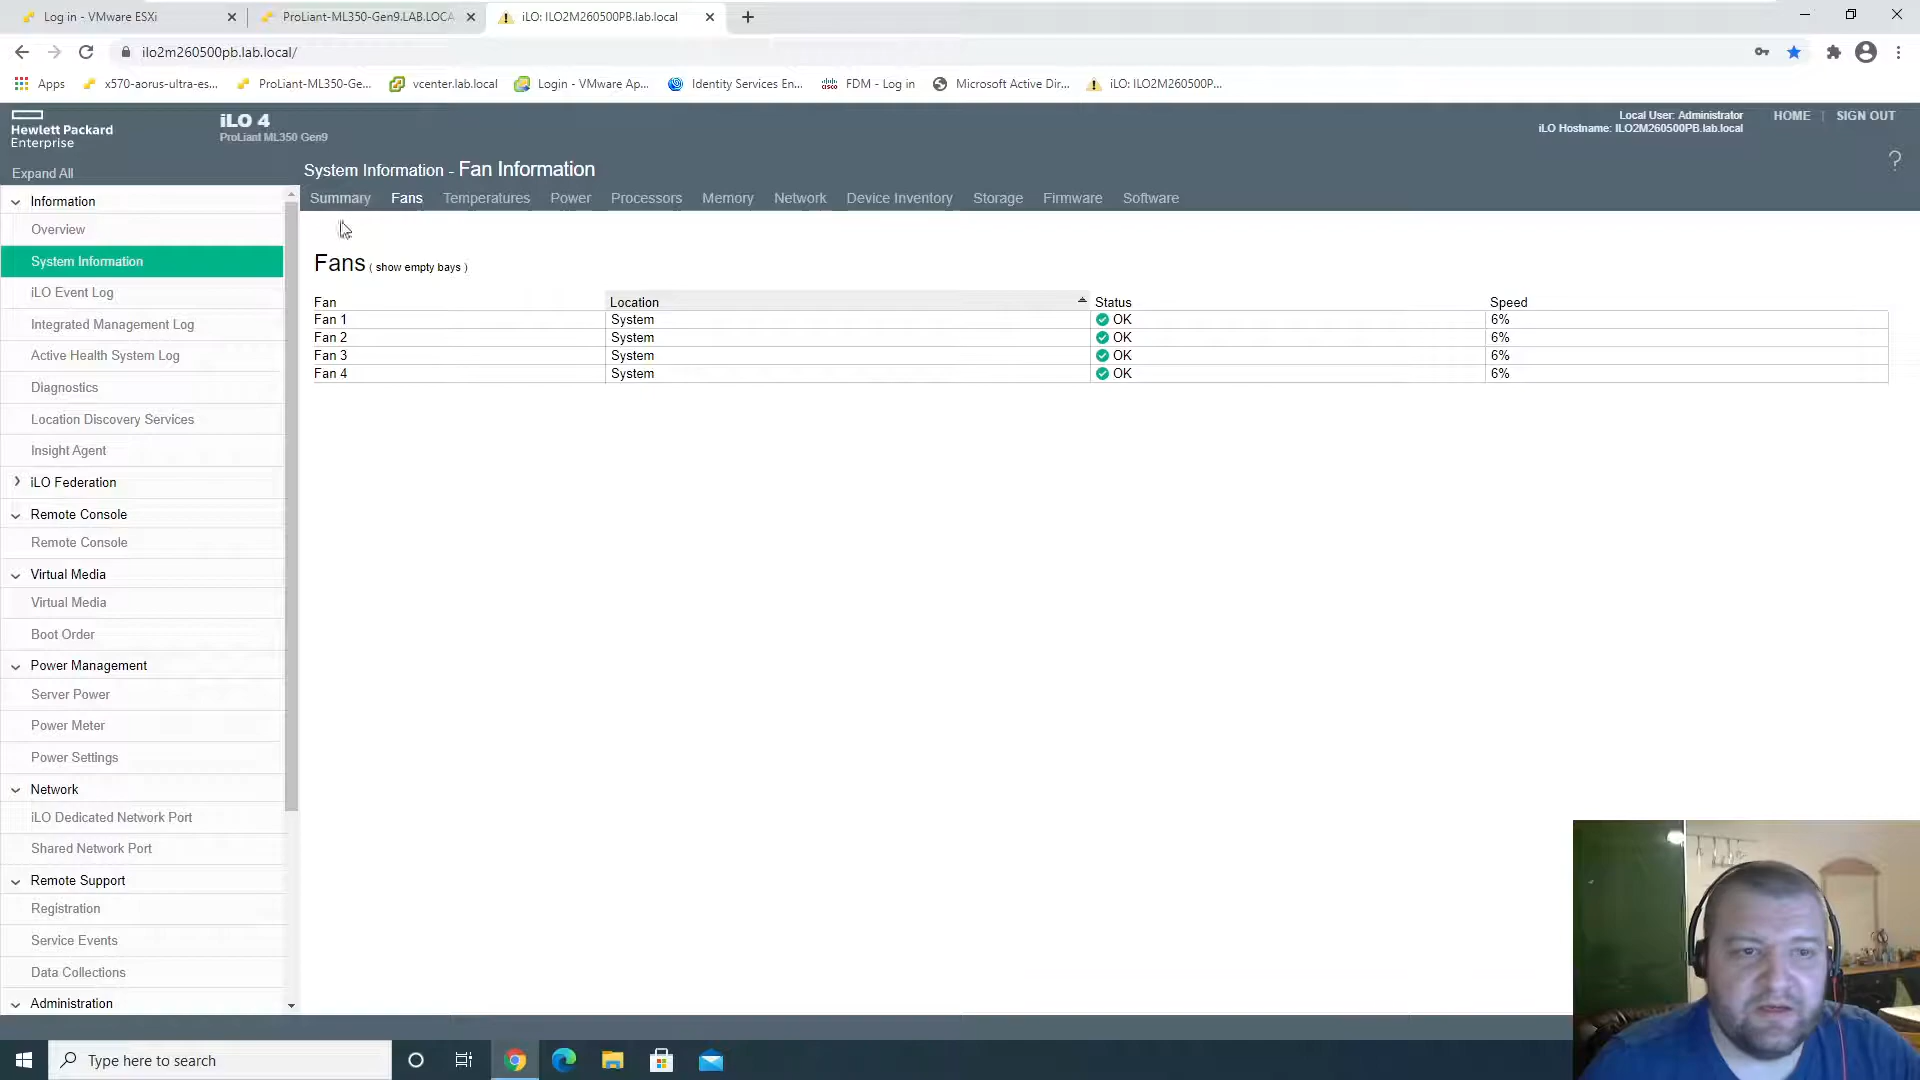 Log in - VMware ESXi
ProLiant-ML350-Gen9.LAB.LOCA
iLO: ILO2M260500PB.lab.local
ilo2m260500pb.lab.local/
Apps
x570-aorus-ultra-es...
ProLiant-ML350-Ge...
vcenter.lab.local
Login - VMware Ap...
Identity Services En...
FDM - Log in
Microsoft Active Dir...
iLO: ILO2M260500P...
Hewlett Packard
Enterprise
iLO 4
ProLiant ML350 Gen9
Local User: Administrator
iLO Hostname: ILO2M260500PB.lab.local
HOME
SIGN OUT
?
Expand All
System Information - Fan Information
Summary
Fans
Temperatures
Power
Processors
Memory
Network
Device Inventory
Storage
Firmware
Software
Information
Overview
System Information
iLO Event Log
Integrated Management Log
Active Health System Log
Diagnostics
Location Discovery Services
Insight Agent
iLO Federation
Remote Console
Remote Console
Virtual Media
Virtual Media
Boot Order
Power Management
Server Power
Power Meter
Power Settings
Network
iLO Dedicated Network Port
Shared Network Port
Remote Support
Registration
Service Events
Data Collections
Administration
Fans ( show empty bays )
Fan Location Status Speed
Fan 1 System OK 6%
Fan 2 System OK 6%
Fan 3 System OK 6%
Fan 4 System OK 6%
Type here to search